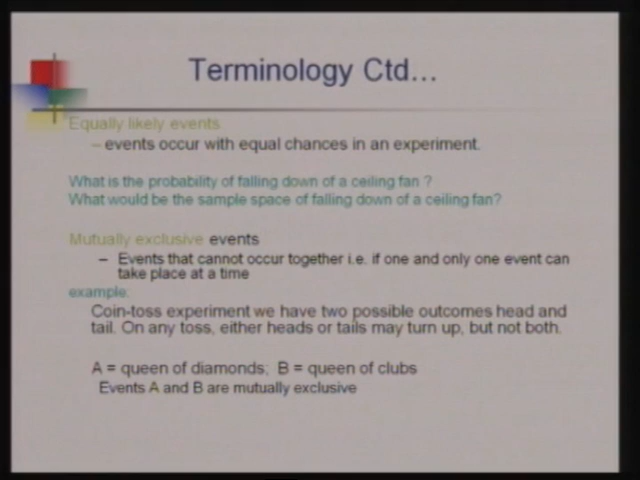 Terminology Ctd...
Equally likely events
– events occur with equal chances in an experiment.
What is the probability of falling down of a ceiling fan ?
What would be the sample space of falling down of a ceiling fan?
Mutually exclusive events
– Events that cannot occur together i.e. if one and only one event can
take place at a time
example:
Coin-toss experiment we have two possible outcomes head and
tail. On any toss, either heads or tails may turn up, but not both.
A = queen of diamonds; B = queen of clubs
Events A and B are mutually exclusive